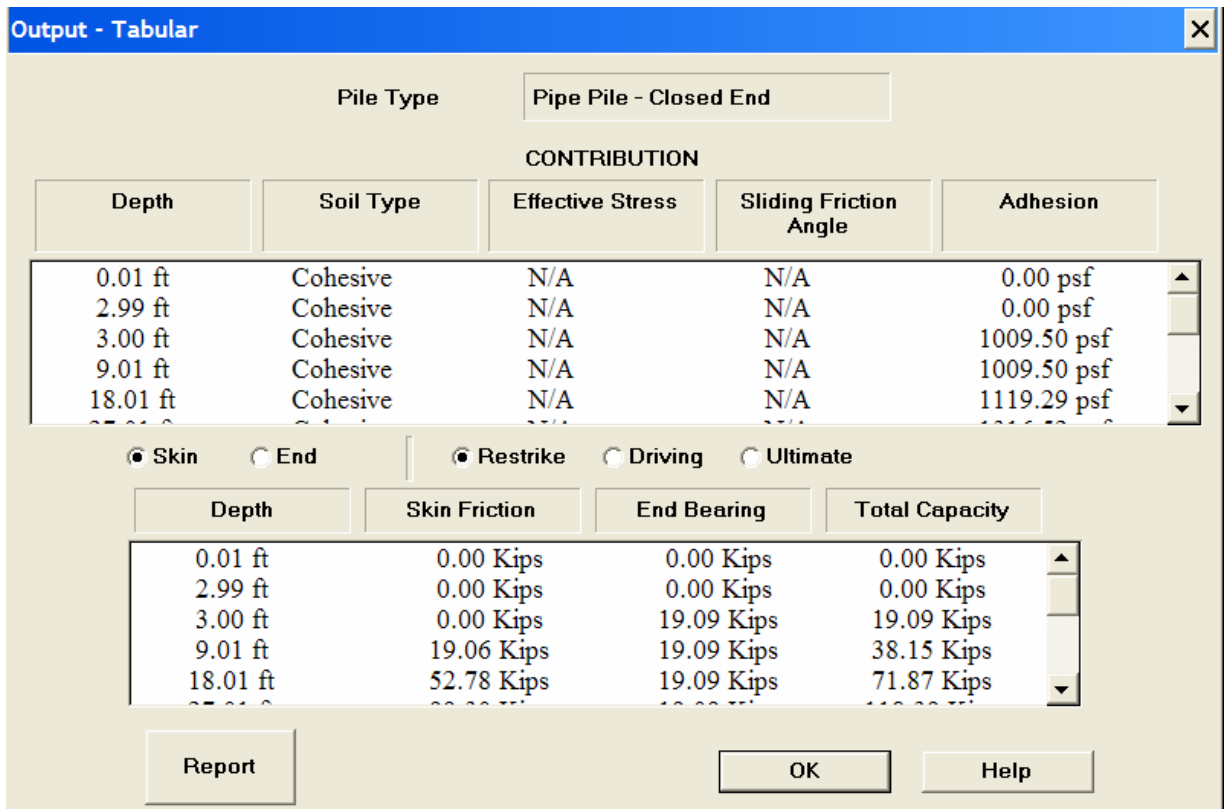 Output - Tabular
Pile Type Pipe Pile - Closed End
CONTRIBUTION
Depth Soil Type Effective Stress Sliding Friction Angle Adhesion
0.01 ft Cohesive N/A N/A 0.00 psf
2.99 ft Cohesive N/A N/A 0.00 psf
3.00 ft Cohesive N/A N/A 1009.50 psf
9.01 ft Cohesive N/A N/A 1009.50 psf
18.01 ft Cohesive N/A N/A 1119.29 psf
Skin End Restrike Driving Ultimate
Depth Skin Friction End Bearing Total Capacity
0.01 ft 0.00 Kips 0.00 Kips 0.00 Kips
2.99 ft 0.00 Kips 0.00 Kips 0.00 Kips
3.00 ft 0.00 Kips 19.09 Kips 19.09 Kips
9.01 ft 19.06 Kips 19.09 Kips 38.15 Kips
18.01 ft 52.78 Kips 19.09 Kips 71.87 Kips
Report OK Help